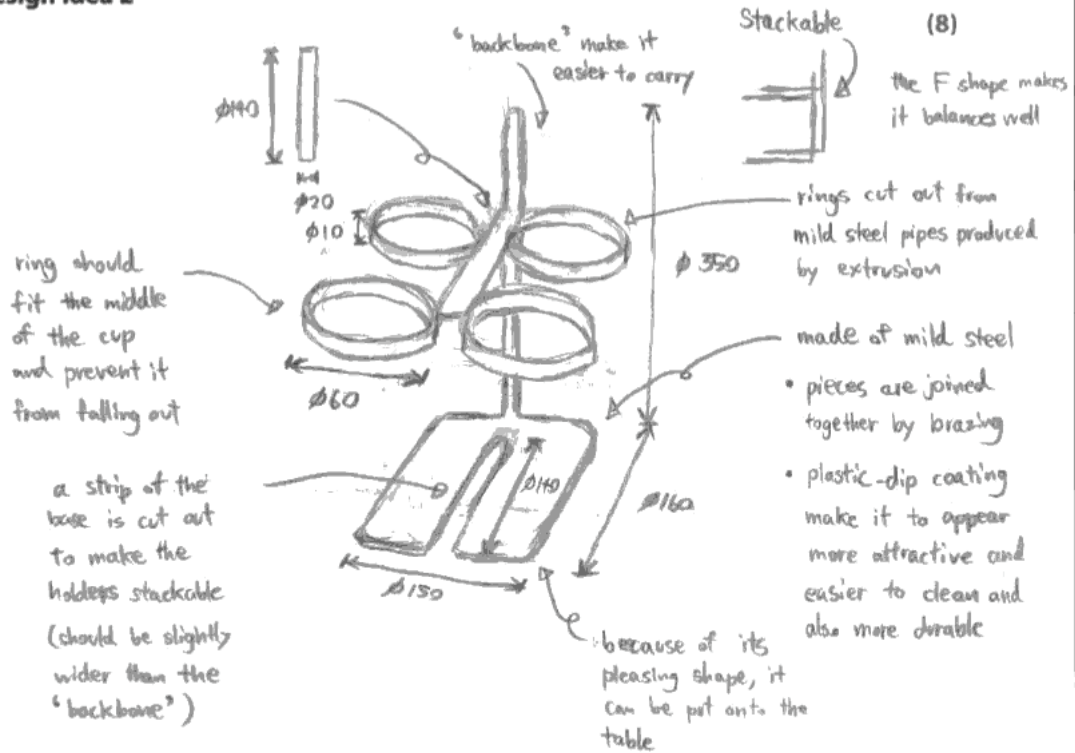 esign Idea 2
(8)
Stackable
"backbone" make it
easier to carry
the F shape makes
it balances well
φ140
φ20
φ10
rings cut out from
mild steel pipes produced
by extrusion
φ 350
ring should
fit the middle
of the cup
and prevent it
from falling out
φ60
made of mild steel
• pieces are joined
together by brazing
• plastic-dip coating
make it to appear
more attractive and
easier to clean and
also more durable
a strip of the
base is cut out
to make the
holders stackable
(should be slightly
wider than the
"backbone")
φ140
φ160
φ150
because of its
pleasing shape, it
can be put onto the
table